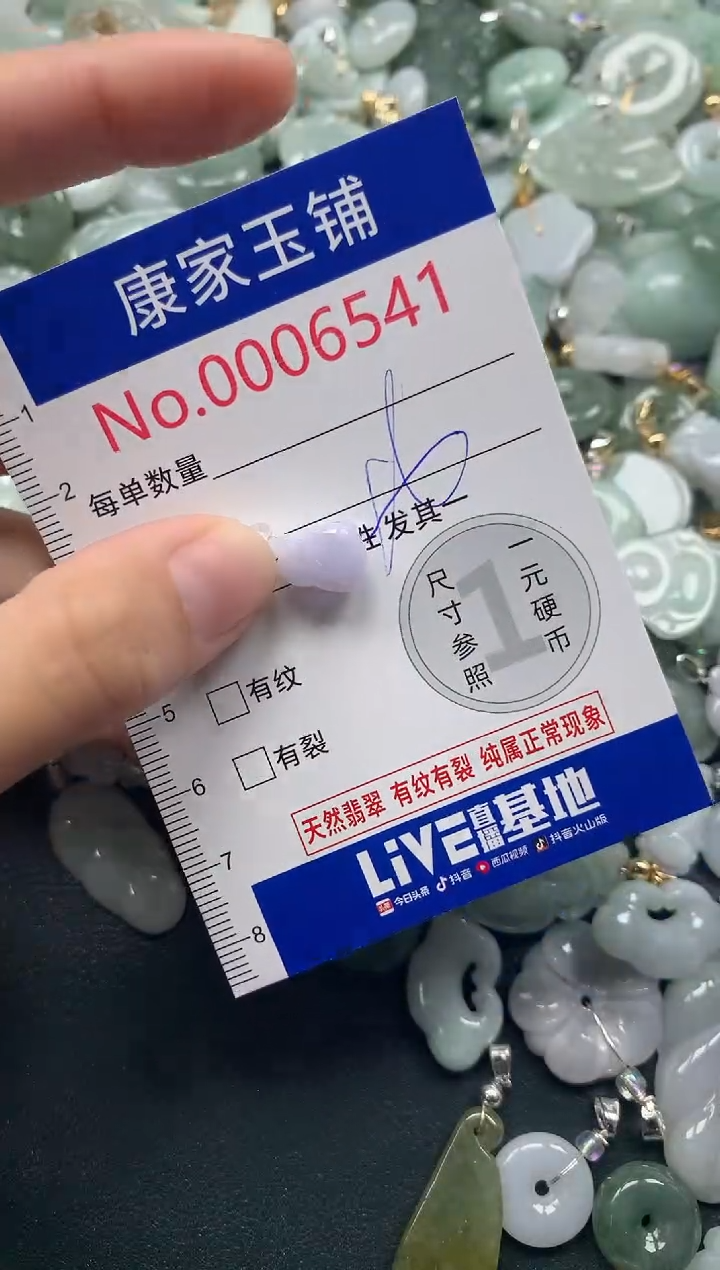 康家玉铺
No.0006541
每单数量
发其一
有纹
有裂
尺寸参照
1
一元硬币
天然翡翠 有纹有裂 纯属正常现象
LiVE直播基地
头条 今日头条 抖音 西瓜视频 抖音火山版
1
2
5
6
7
8